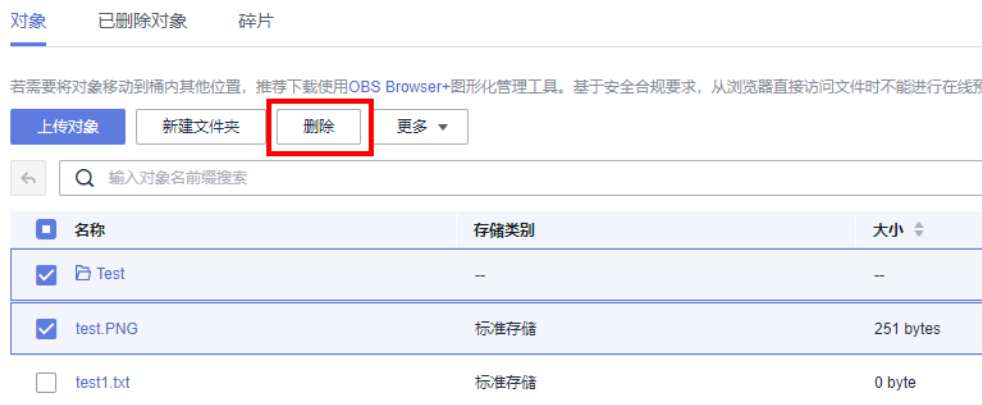 对象 已删除对象 碎片
若需要将对象移动到桶内其他位置，推荐下载使用OBS Browser+图形化管理工具。基于安全合规要求，从浏览器直接访问文件时不能进行在线预
上传对象 新建文件夹 删除 更多
输入对象名前缀搜索
名称 存储类别 大小
Test -- --
test.PNG 标准存储 251 bytes
test1.txt 标准存储 0 byte